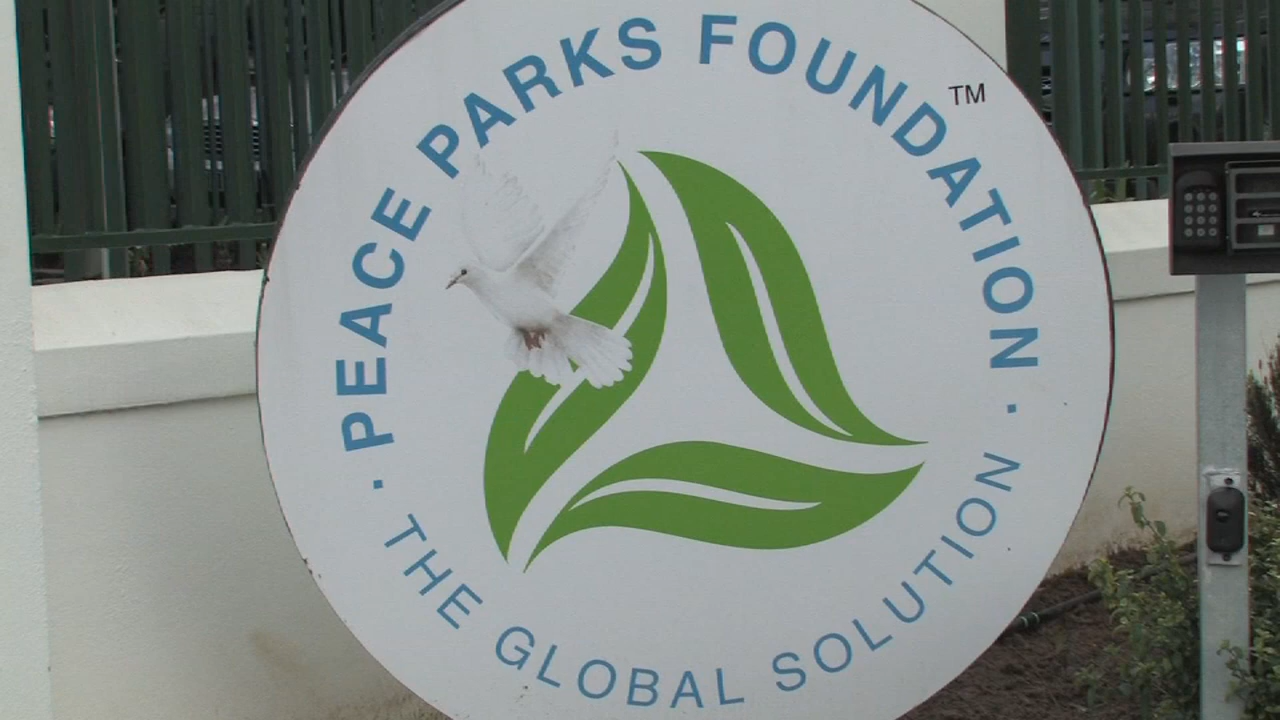 PEACE PARKS FOUNDATION ™
· THE GLOBAL SOLUTION ·